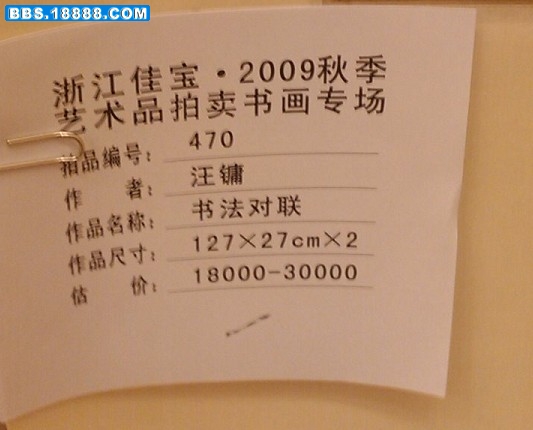 BBS.18888.COM
浙江佳宝·2009秋季
艺术品拍卖书画专场
拍品编号： 470
作 者： 汪镛
作品名称： 书法对联
作品尺寸： 127×27cm×2
估 价： 18000-30000